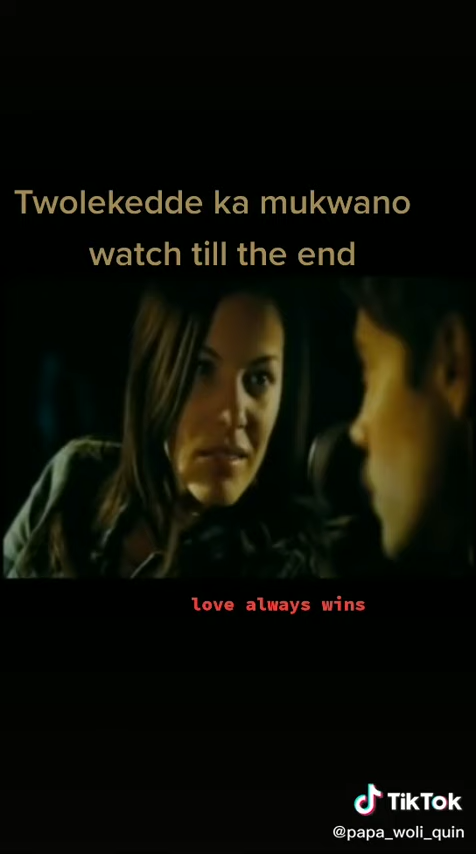 Twolekedde ka mukwano
watch till the end
love always wins
TikTok
@papa_woli_quin